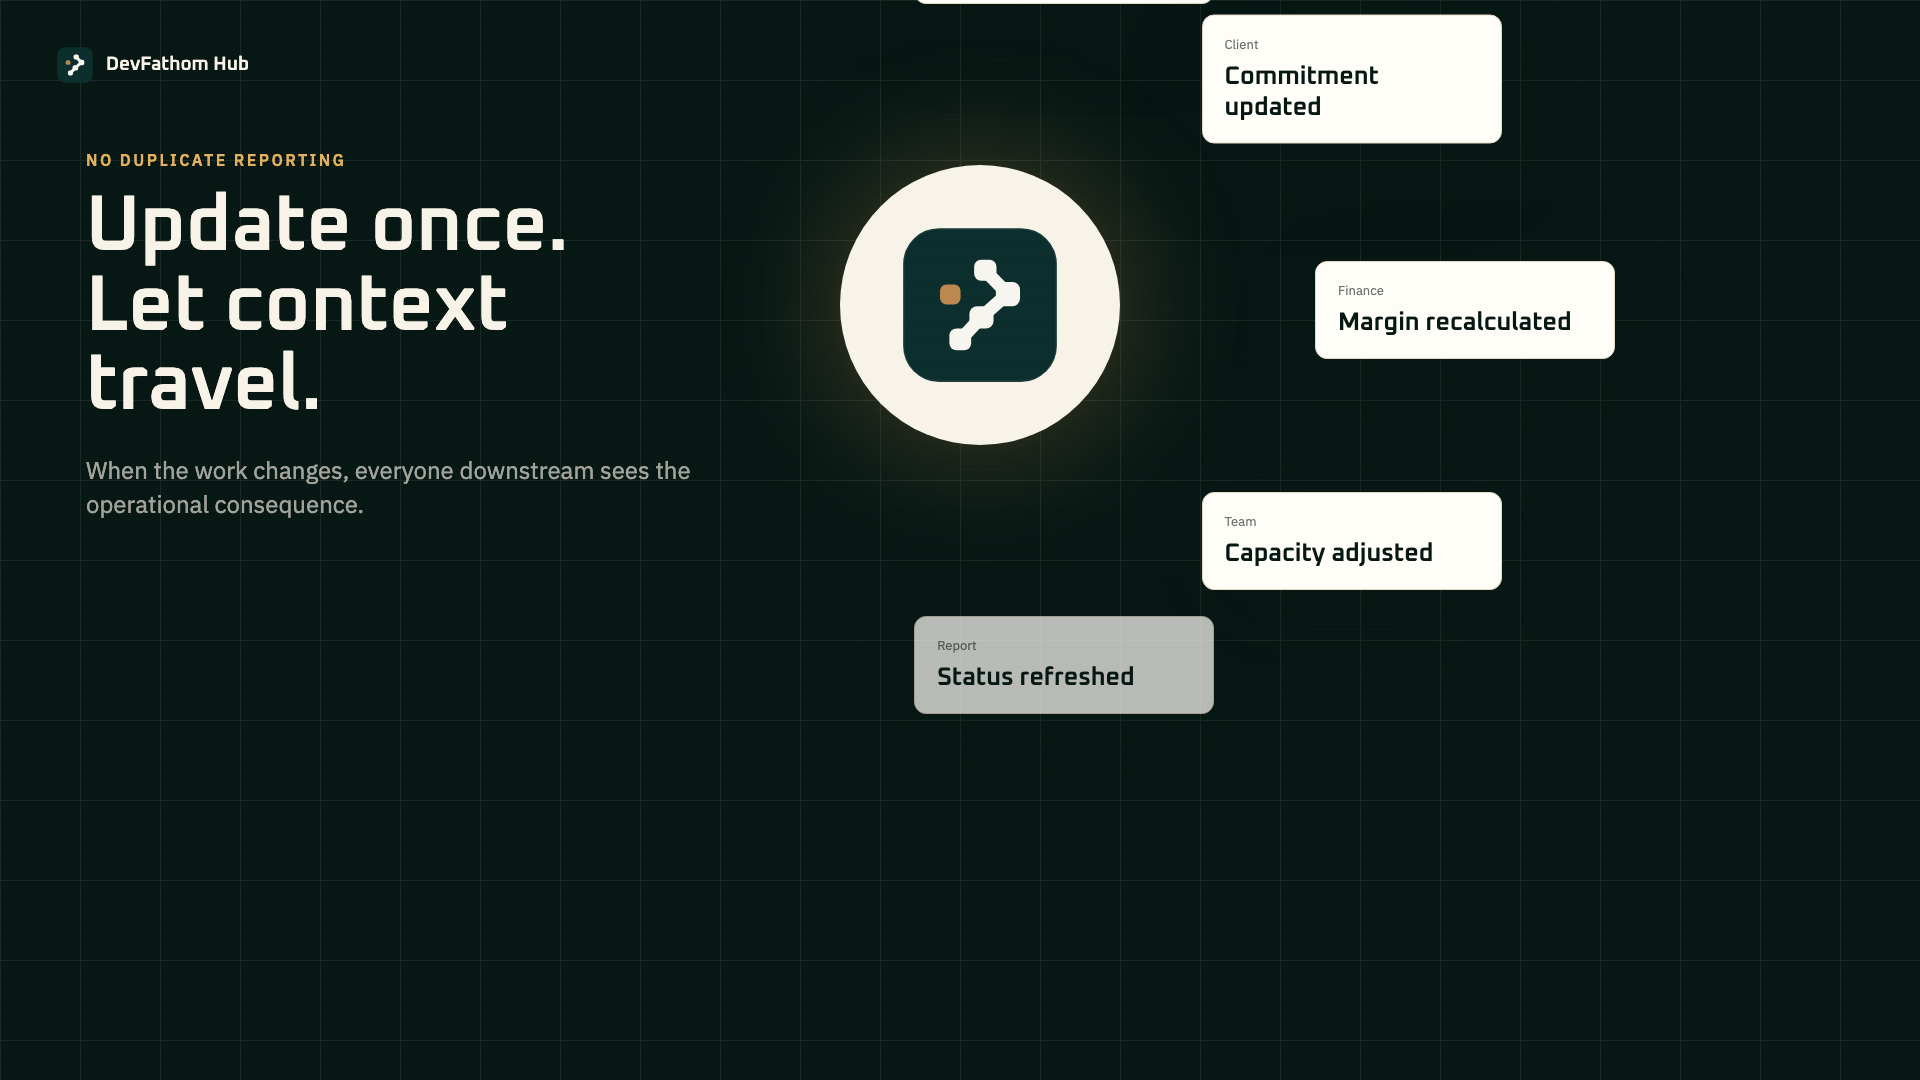 DevFathom Hub
NO DUPLICATE REPORTING
Update once.
Let context
travel.
When the work changes, everyone downstream sees the
operational consequence.
Client
Commitment
updated
Finance
Margin recalculated
Team
Capacity adjusted
Report
Status refreshed